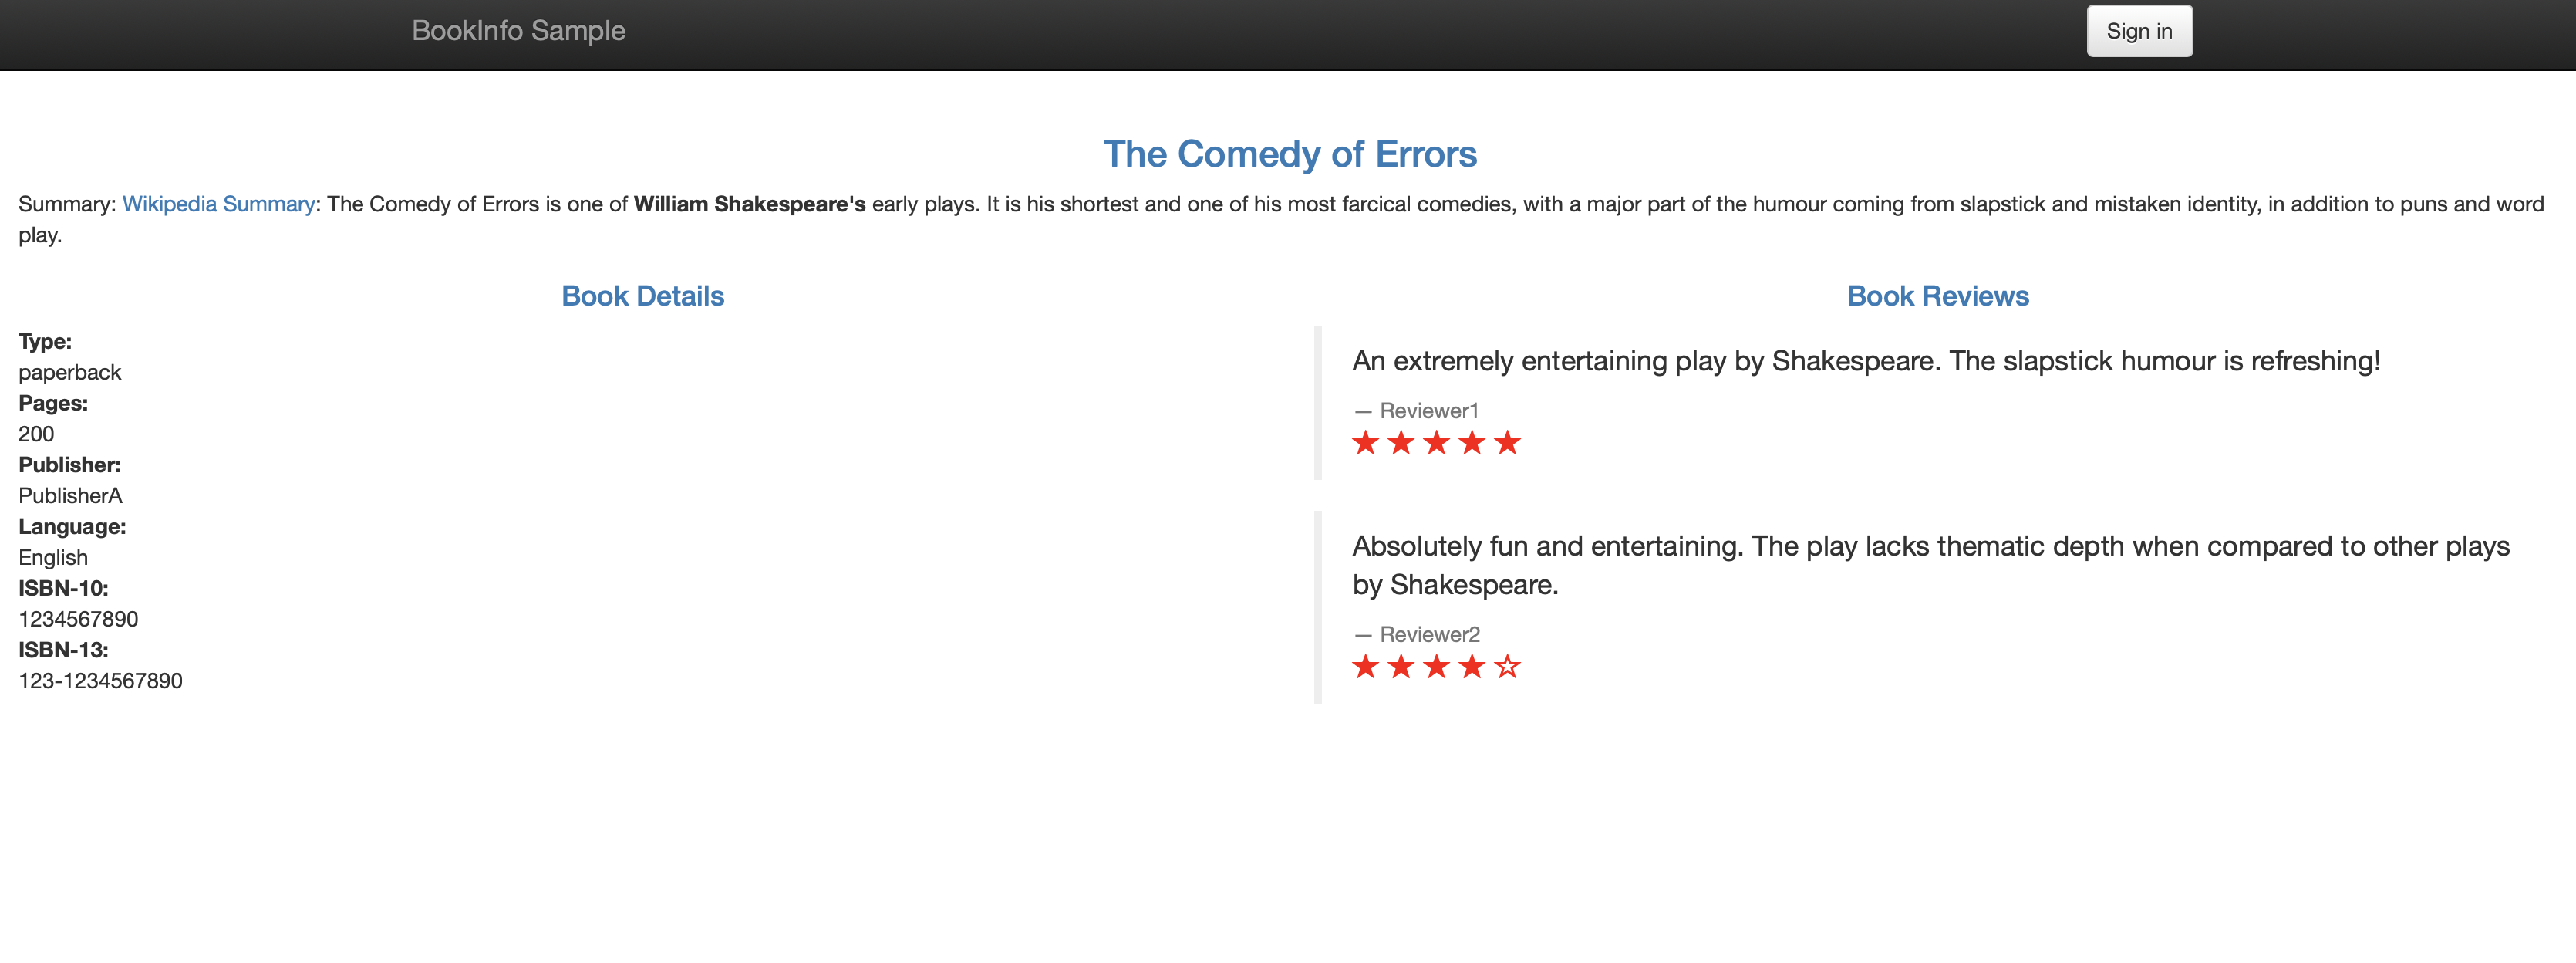 BookInfo Sample
Sign in
The Comedy of Errors
Summary: Wikipedia Summary: The Comedy of Errors is one of William Shakespeare's early plays. It is his shortest and one of his most farcical comedies, with a major part of the humour coming from slapstick and mistaken identity, in addition to puns and word
play.
Book Details
Type:
paperback
Pages:
200
Publisher:
PublisherA
Language:
English
ISBN-10:
1234567890
ISBN-13:
123-1234567890
Book Reviews
An extremely entertaining play by Shakespeare. The slapstick humour is refreshing!
— Reviewer1
Absolutely fun and entertaining. The play lacks thematic depth when compared to other plays
by Shakespeare.
— Reviewer2